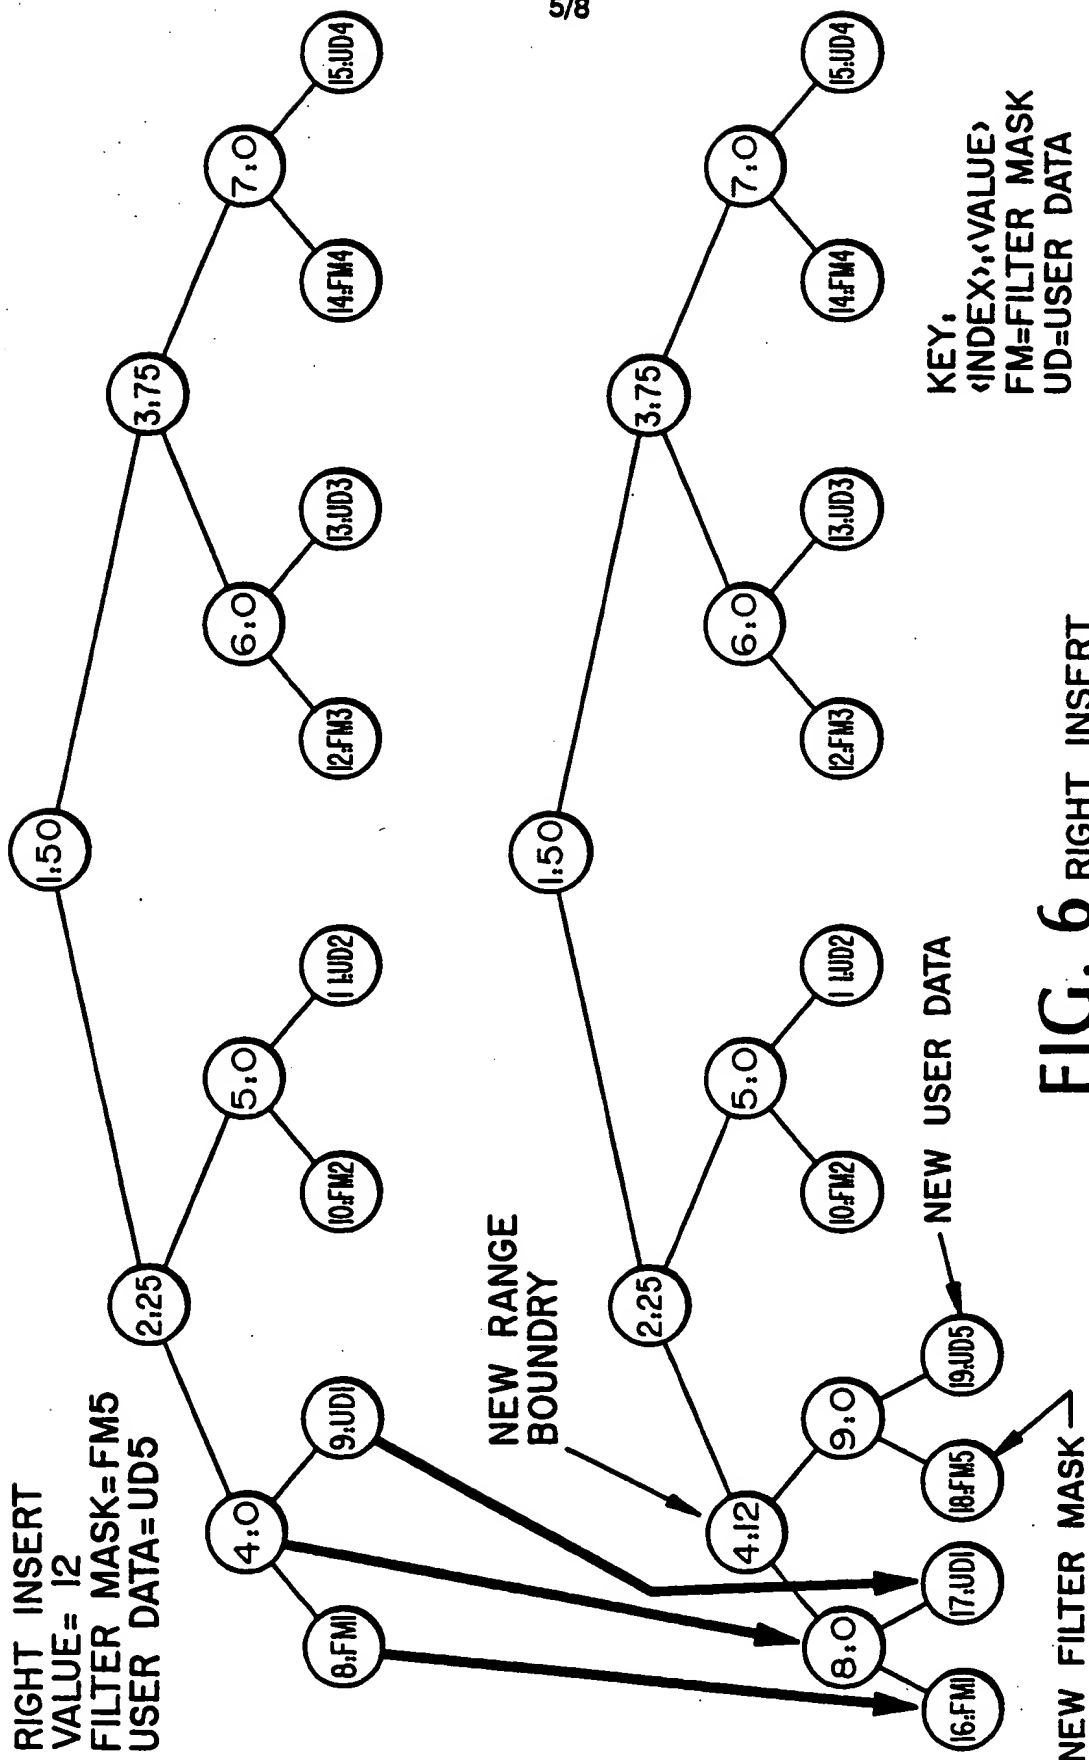 5/8
RIGHT INSERT
VALUE= 12
FILTER MASK=FM5
USER DATA=UD5
1:50
2:25
3:75
4:0
5:0
6:0
7:0
8:FM1
9:UD1
10:FM2
11:UD2
12:FM3
13:UD3
14:FM4
15:UD4
NEW RANGE
BOUNDRY
1:50
2:25
3:75
4:12
5:0
6:0
7:0
8:0
9:0
10:FM2
11:UD2
12:FM3
13:UD3
14:FM4
15:UD4
16:FM1
17:UD1
18:FM5
19:UD5
NEW USER DATA
NEW FILTER MASK
KEY:
<INDEX>:<VALUE>
FM=FILTER MASK
UD=USER DATA
FIG. 6 RIGHT INSERT